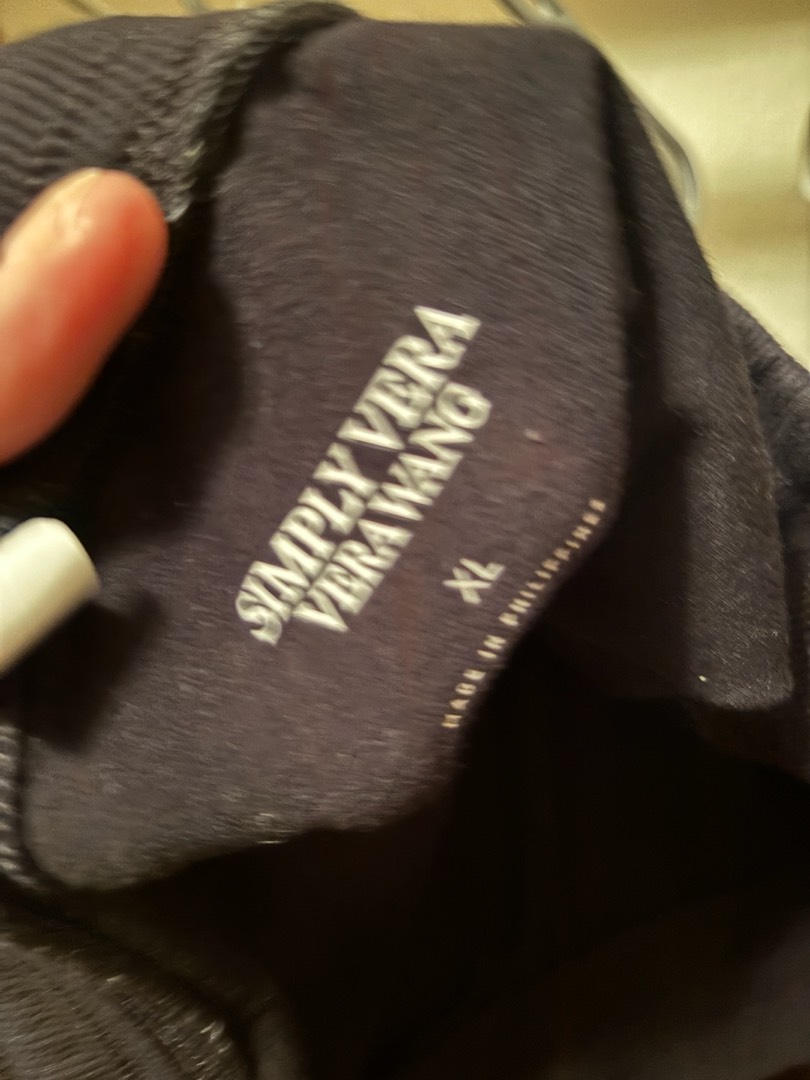 SIMPLY VERA
VERA WANG
XL
MADE IN PHILIPPINES